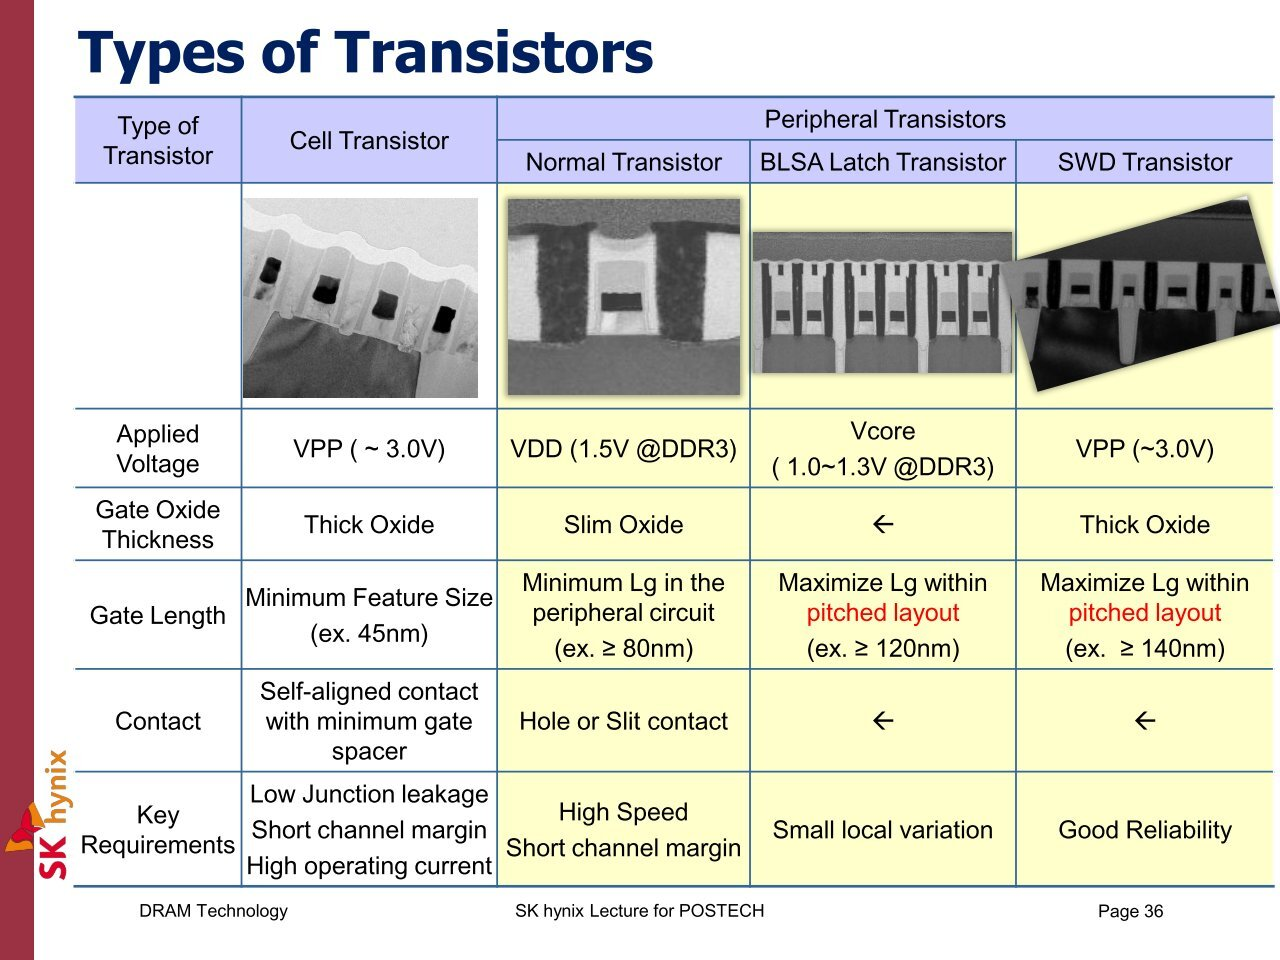 Types of Transistors
Type of
Transistor
Cell Transistor
Peripheral Transistors
Normal Transistor
BLSA Latch Transistor
SWD Transistor
Applied
Voltage
VPP ( ~ 3.0V)
VDD (1.5V @DDR3)
Vcore
( 1.0~1.3V @DDR3)
VPP (~3.0V)
Gate Oxide
Thickness
Thick Oxide
Slim Oxide
←
Thick Oxide
Gate Length
Minimum Feature Size
(ex. 45nm)
Minimum Lg in the
peripheral circuit
(ex. ≥ 80nm)
Maximize Lg within
pitched layout
(ex. ≥ 120nm)
Maximize Lg within
pitched layout
(ex.  ≥ 140nm)
Contact
Self-aligned contact
with minimum gate
spacer
Hole or Slit contact
←
←
Key
Requirements
Low Junction leakage
Short channel margin
High operating current
High Speed
Short channel margin
Small local variation
Good Reliability
SK hynix
DRAM Technology
SK hynix Lecture for POSTECH
Page 36